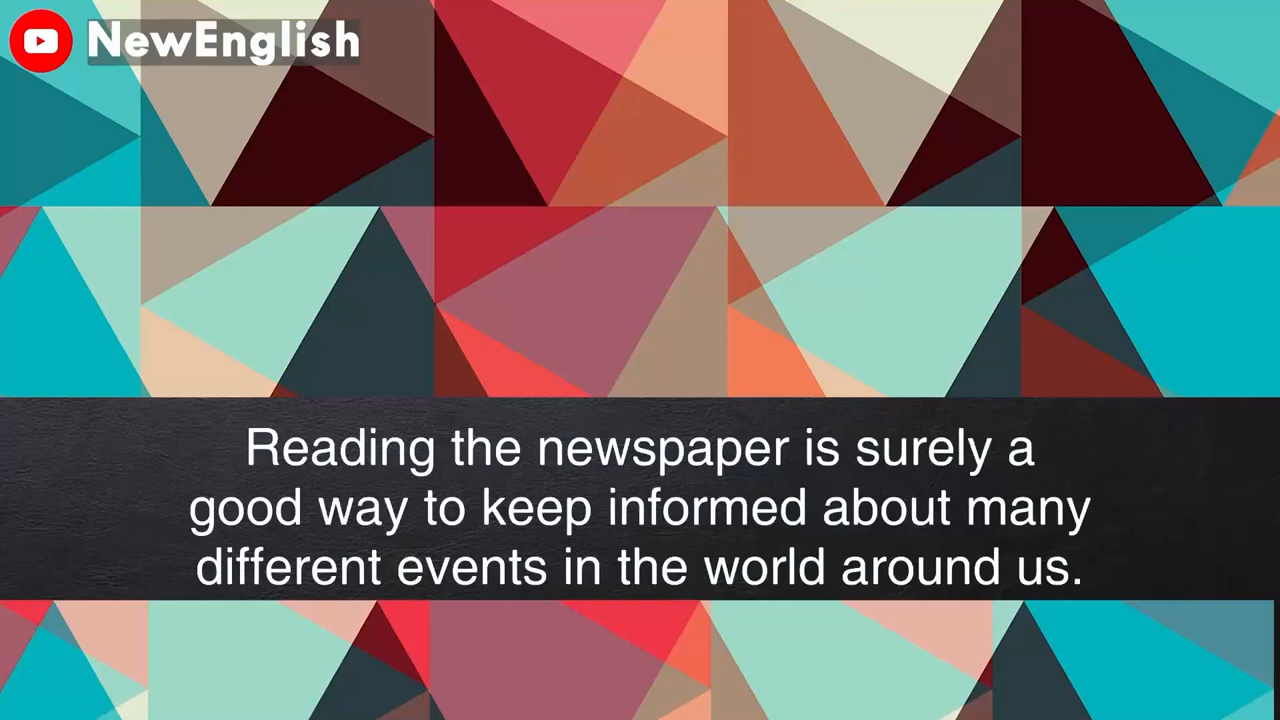 NewEnglish
Reading the newspaper is surely a
good way to keep informed about many
different events in the world around us.